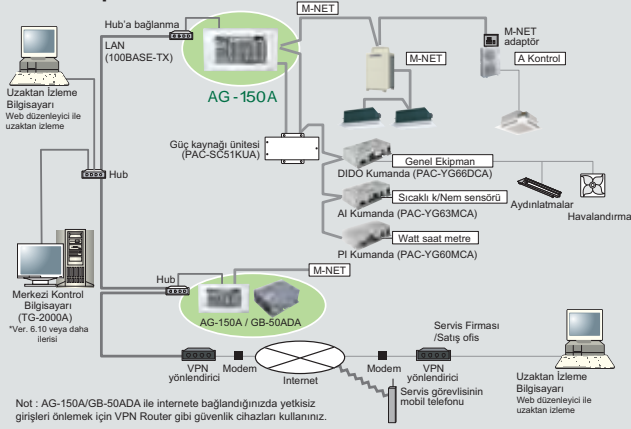 Hub'a bağlanma
LAN
(100BASE-TX)
M-NET
AG-150A
M-NET
M-NET
adaptör
A Kontrol
Uzaktan İzleme
Bilgisayarı
Web düzenleyici ile
uzaktan izleme
Güç kaynağı ünitesi
(PAC-SC51KUA)
Hub
Genel Ekipman
DIDO Kumanda (PAC-YG66DCA)
Sıcaklı k/Nem sensörü
AI Kumanda (PAC-YG63MCA)
Watt saat metre
PI Kumanda (PAC-YG60MCA)
Aydınlatmalar
Havalandırma
Merkezi Kontrol
Bilgisayarı
(TG-2000A)
*Ver. 6.10 veya daha
ilerisi
Hub
M-NET
AG-150A / GB-50ADA
VPN
yönlendirici
Modem
Internet
Modem
VPN
yönlendirici
Servis Firması
/Satış ofis
Servis görevlisinin
mobil telefonu
Uzaktan İzleme
Bilgisayarı
Web düzenleyici ile
uzaktan izleme
Not : AG-150A/GB-50ADA ile internete bağlandığınızda yetkisiz
girişleri önlemek için VPN Router gibi güvenlik cihazları kullanınız.